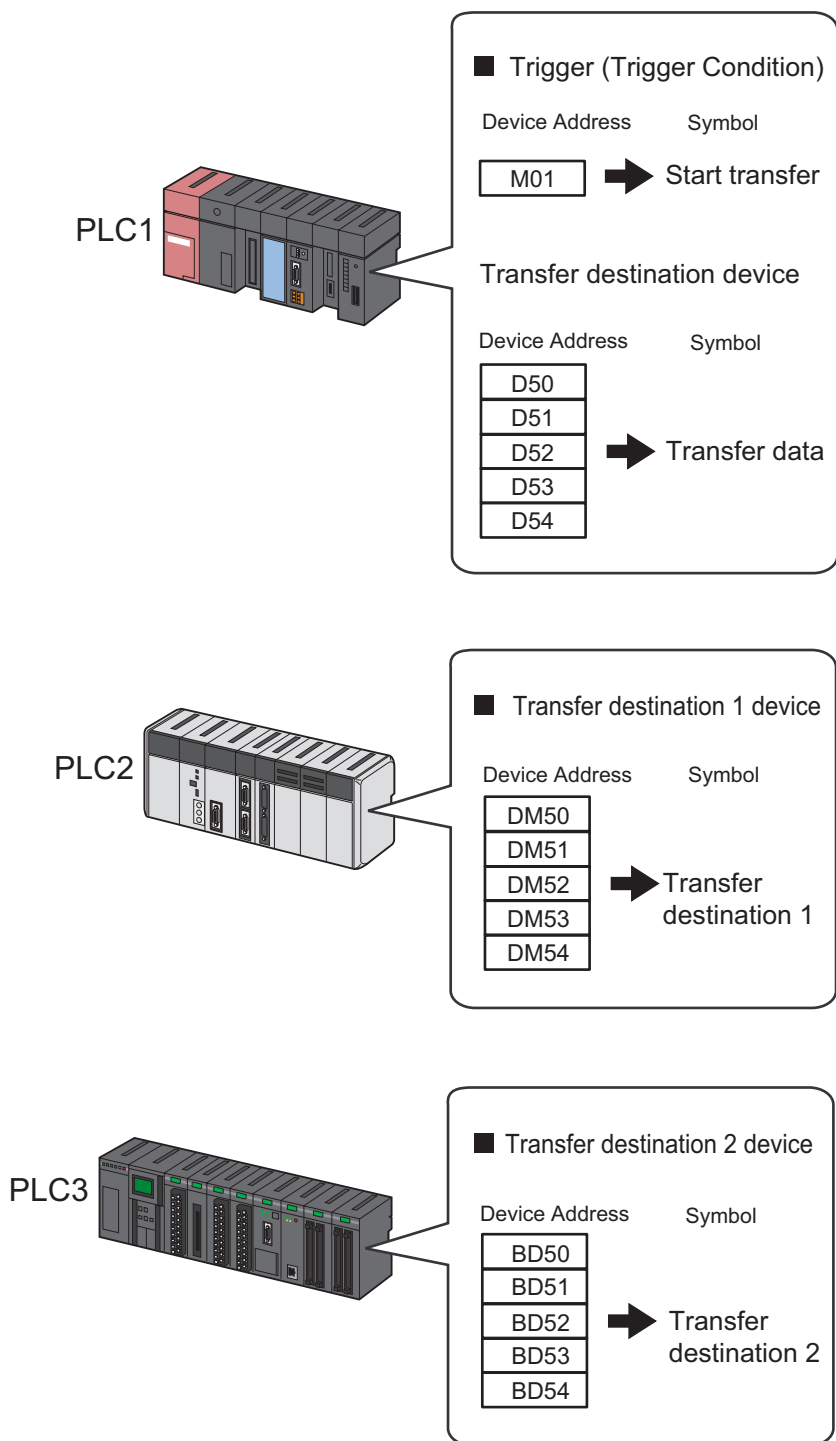 ■ Trigger (Trigger Condition)
Device Address Symbol
M01 Start transfer
PLC1
Transfer destination device
Device Address Symbol
D50
D51
D52 Transfer data
D53
D54
■ Transfer destination 1 device
PLC2
Device Address Symbol
DM50
DM51
DM52 Transfer
DM53 destination 1
DM54
■ Transfer destination 2 device
PLC3
Device Address Symbol
BD50
BD51
BD52 Transfer
BD53 destination 2
BD54